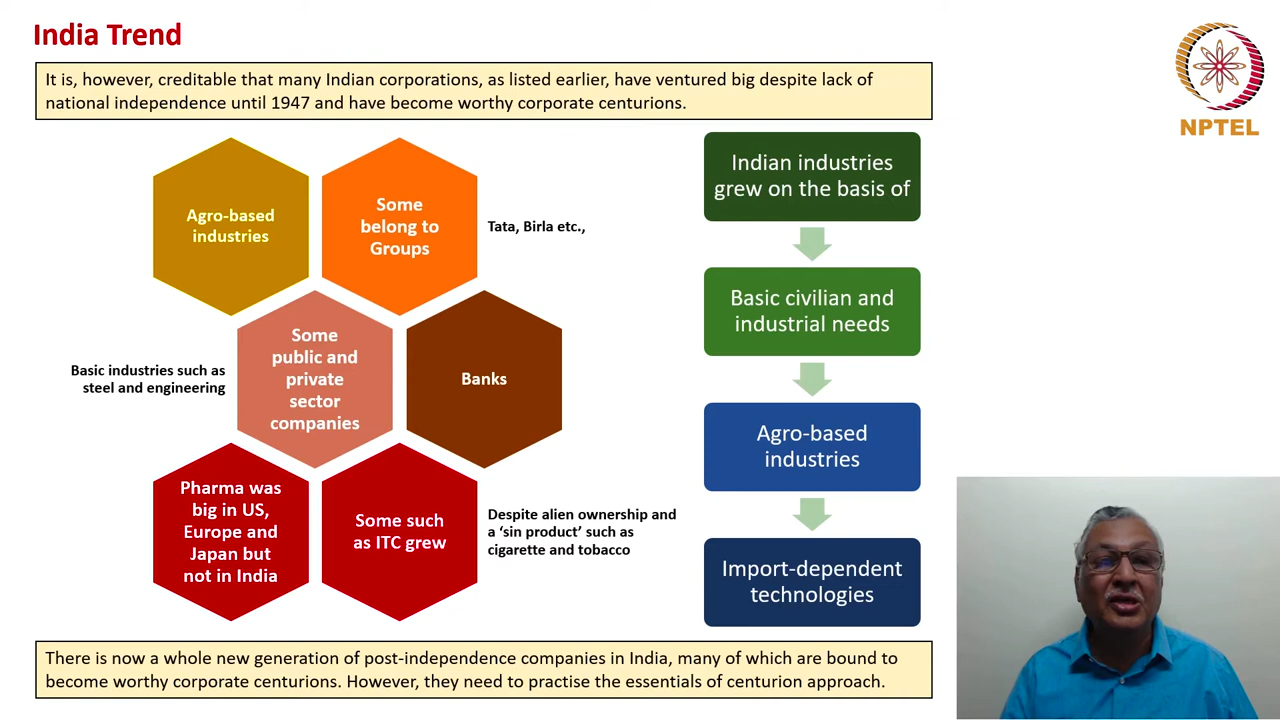 India Trend
It is, however, creditable that many Indian corporations, as listed earlier, have ventured big despite lack of
national independence until 1947 and have become worthy corporate centurions.
NPTEL
Agro-based
industries
Some
belong to
Groups
Tata, Birla etc.,
Basic industries such as
steel and engineering
Some
public and
private
sector
companies
Banks
Pharma was
big in US,
Europe and
Japan but
not in India
Some such
as ITC grew
Despite alien ownership and
a ‘sin product’ such as
cigarette and tobacco
Indian industries
grew on the basis of
Basic civilian and
industrial needs
Agro-based
industries
Import-dependent
technologies
There is now a whole new generation of post-independence companies in India, many of which are bound to
become worthy corporate centurions. However, they need to practise the essentials of centurion approach.